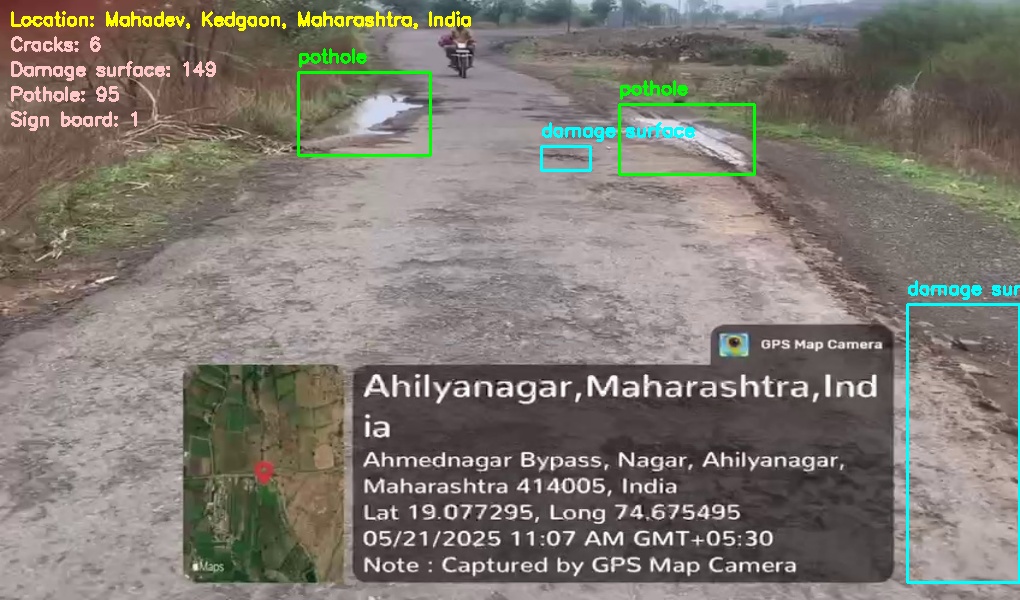 Location: Mahadev, Kedgaon, Maharashtra, India
Cracks: 6
Damage surface: 149
Pothole: 95
Sign board: 1
pothole
pothole
damage surface
damage sur
GPS Map Camera
Ahilyanagar,Maharashtra,Ind
ia
Ahmednagar Bypass, Nagar, Ahilyanagar,
Maharashtra 414005, India
Lat 19.077295, Long 74.675495
05/21/2025 11:07 AM GMT+05:30
Note : Captured by GPS Map Camera
Maps